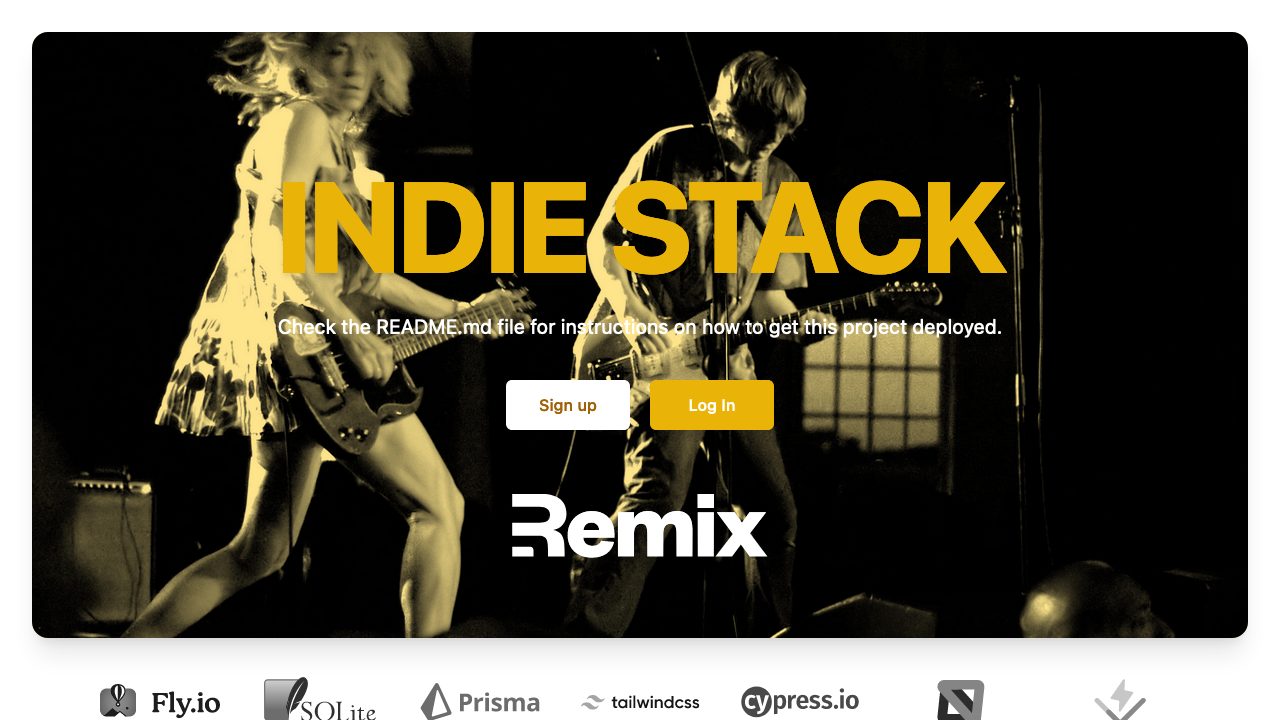 INDIE STACK
Check the README.md file for instructions on how to get this project deployed.
Sign up
Log In
Remix
Fly.io
SQLite
Prisma
tailwindcss
cypress.io